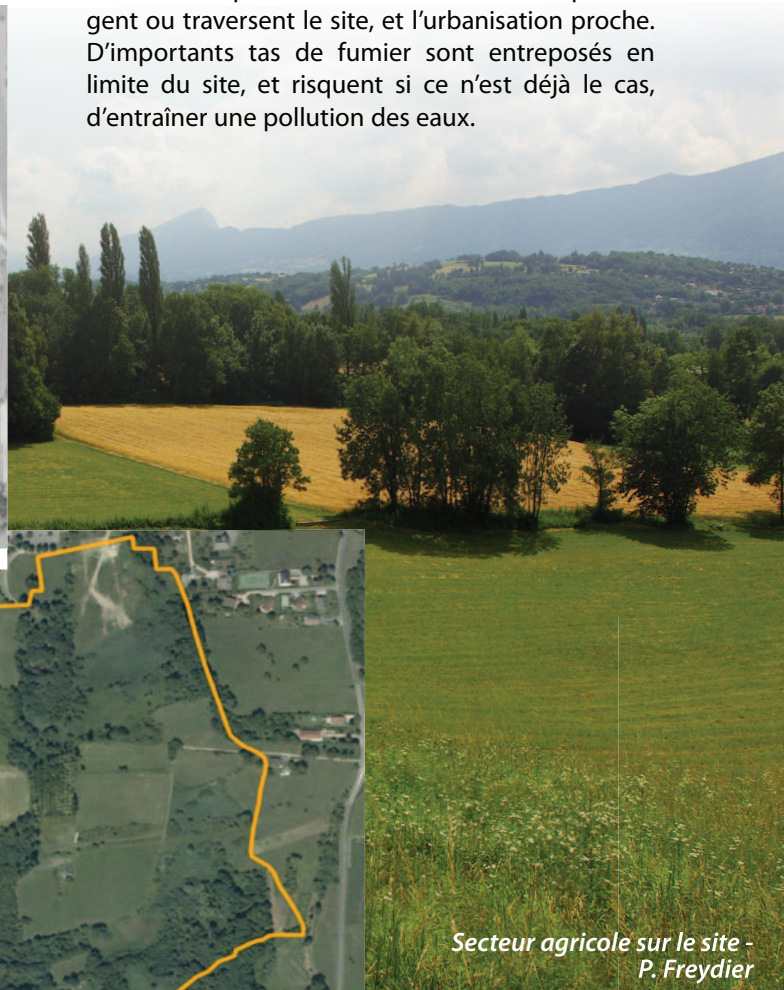 gent ou traversent le site, et l’urbanisation proche.
D’importants tas de fumier sont entreposés en
limite du site, et risquent si ce n’est déjà le cas,
d’entraîner une pollution des eaux.
Secteur agricole sur le site -
P. Freydier